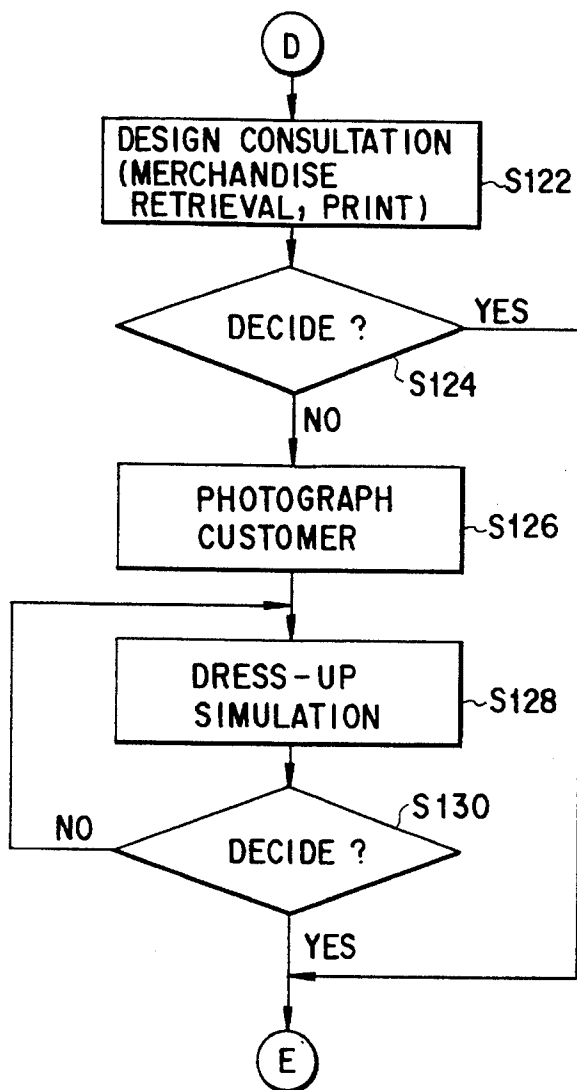 D
DESIGN CONSULTATION
(MERCHANDISE
RETRIEVAL, PRINT)
S122
DECIDE ?
YES
S124
NO
PHOTOGRAPH
CUSTOMER
S126
DRESS-UP
SIMULATION
S128
S130
NO
DECIDE ?
YES
E